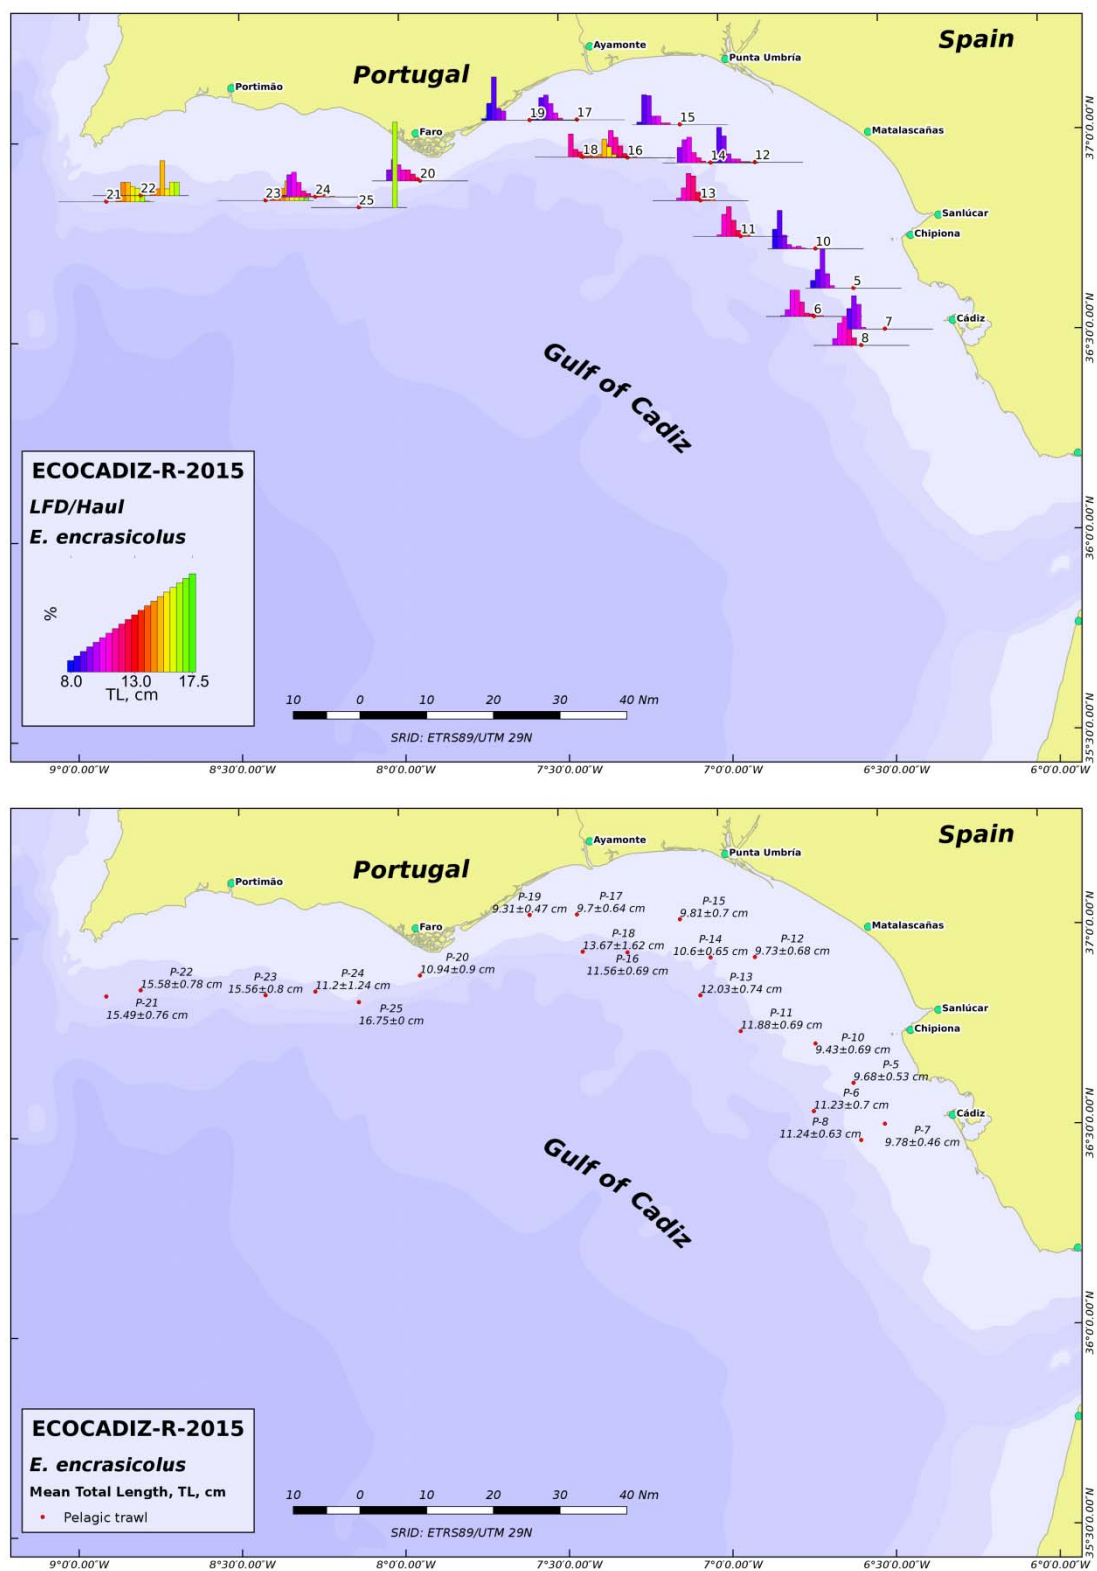 Spain
Ayamonte
Punta Umbría
Portugal
Portimão
Faro
Matalascañas
Sanlúcar
Chipiona
Cádiz
19
17
15
18
16
14
12
20
13
21
22
23
24
25
11
10
5
6
7
8
Gulf of Cadiz
37°0'0.00"N
36°30'0.00"N
36°0'0.00"N
35°30'0.00"N
ECOCADIZ-R-2015
LFD/Haul
E. encrasicolus
%
8.0 13.0 17.5
TL, cm
10 0 10 20 30 40 Nm
SRID: ETRS89/UTM 29N
9°0'0.00"W 8°30'0.00"W 8°0'0.00"W 7°30'0.00"W 7°0'0.00"W 6°30'0.00"W 6°0'0.00"W
Spain
Ayamonte
Punta Umbría
Portugal
Portimão
Faro
Matalascañas
Sanlúcar
Chipiona
Cádiz
P-19
9.31±0.47 cm
P-17
9.7±0.64 cm
P-15
9.81±0.7 cm
P-18
13.67±1.62 cm
P-16
11.56±0.69 cm
P-14
10.6±0.65 cm
P-12
9.73±0.68 cm
P-20
10.94±0.9 cm
P-22
15.58±0.78 cm
P-23
15.56±0.8 cm
P-24
11.2±1.24 cm
P-13
12.03±0.74 cm
P-21
15.49±0.76 cm
P-25
16.75±0 cm
P-11
11.88±0.69 cm
P-10
9.43±0.69 cm
P-5
9.68±0.53 cm
P-6
11.23±0.7 cm
P-8
11.24±0.63 cm
P-7
9.78±0.46 cm
Gulf of Cadiz
37°0'0.00"N
36°30'0.00"N
36°0'0.00"N
35°30'0.00"N
ECOCADIZ-R-2015
E. encrasicolus
Mean Total Length, TL, cm
Pelagic trawl
10 0 10 20 30 40 Nm
SRID: ETRS89/UTM 29N
9°0'0.00"W 8°30'0.00"W 8°0'0.00"W 7°30'0.00"W 7°0'0.00"W 6°30'0.00"W 6°0'0.00"W